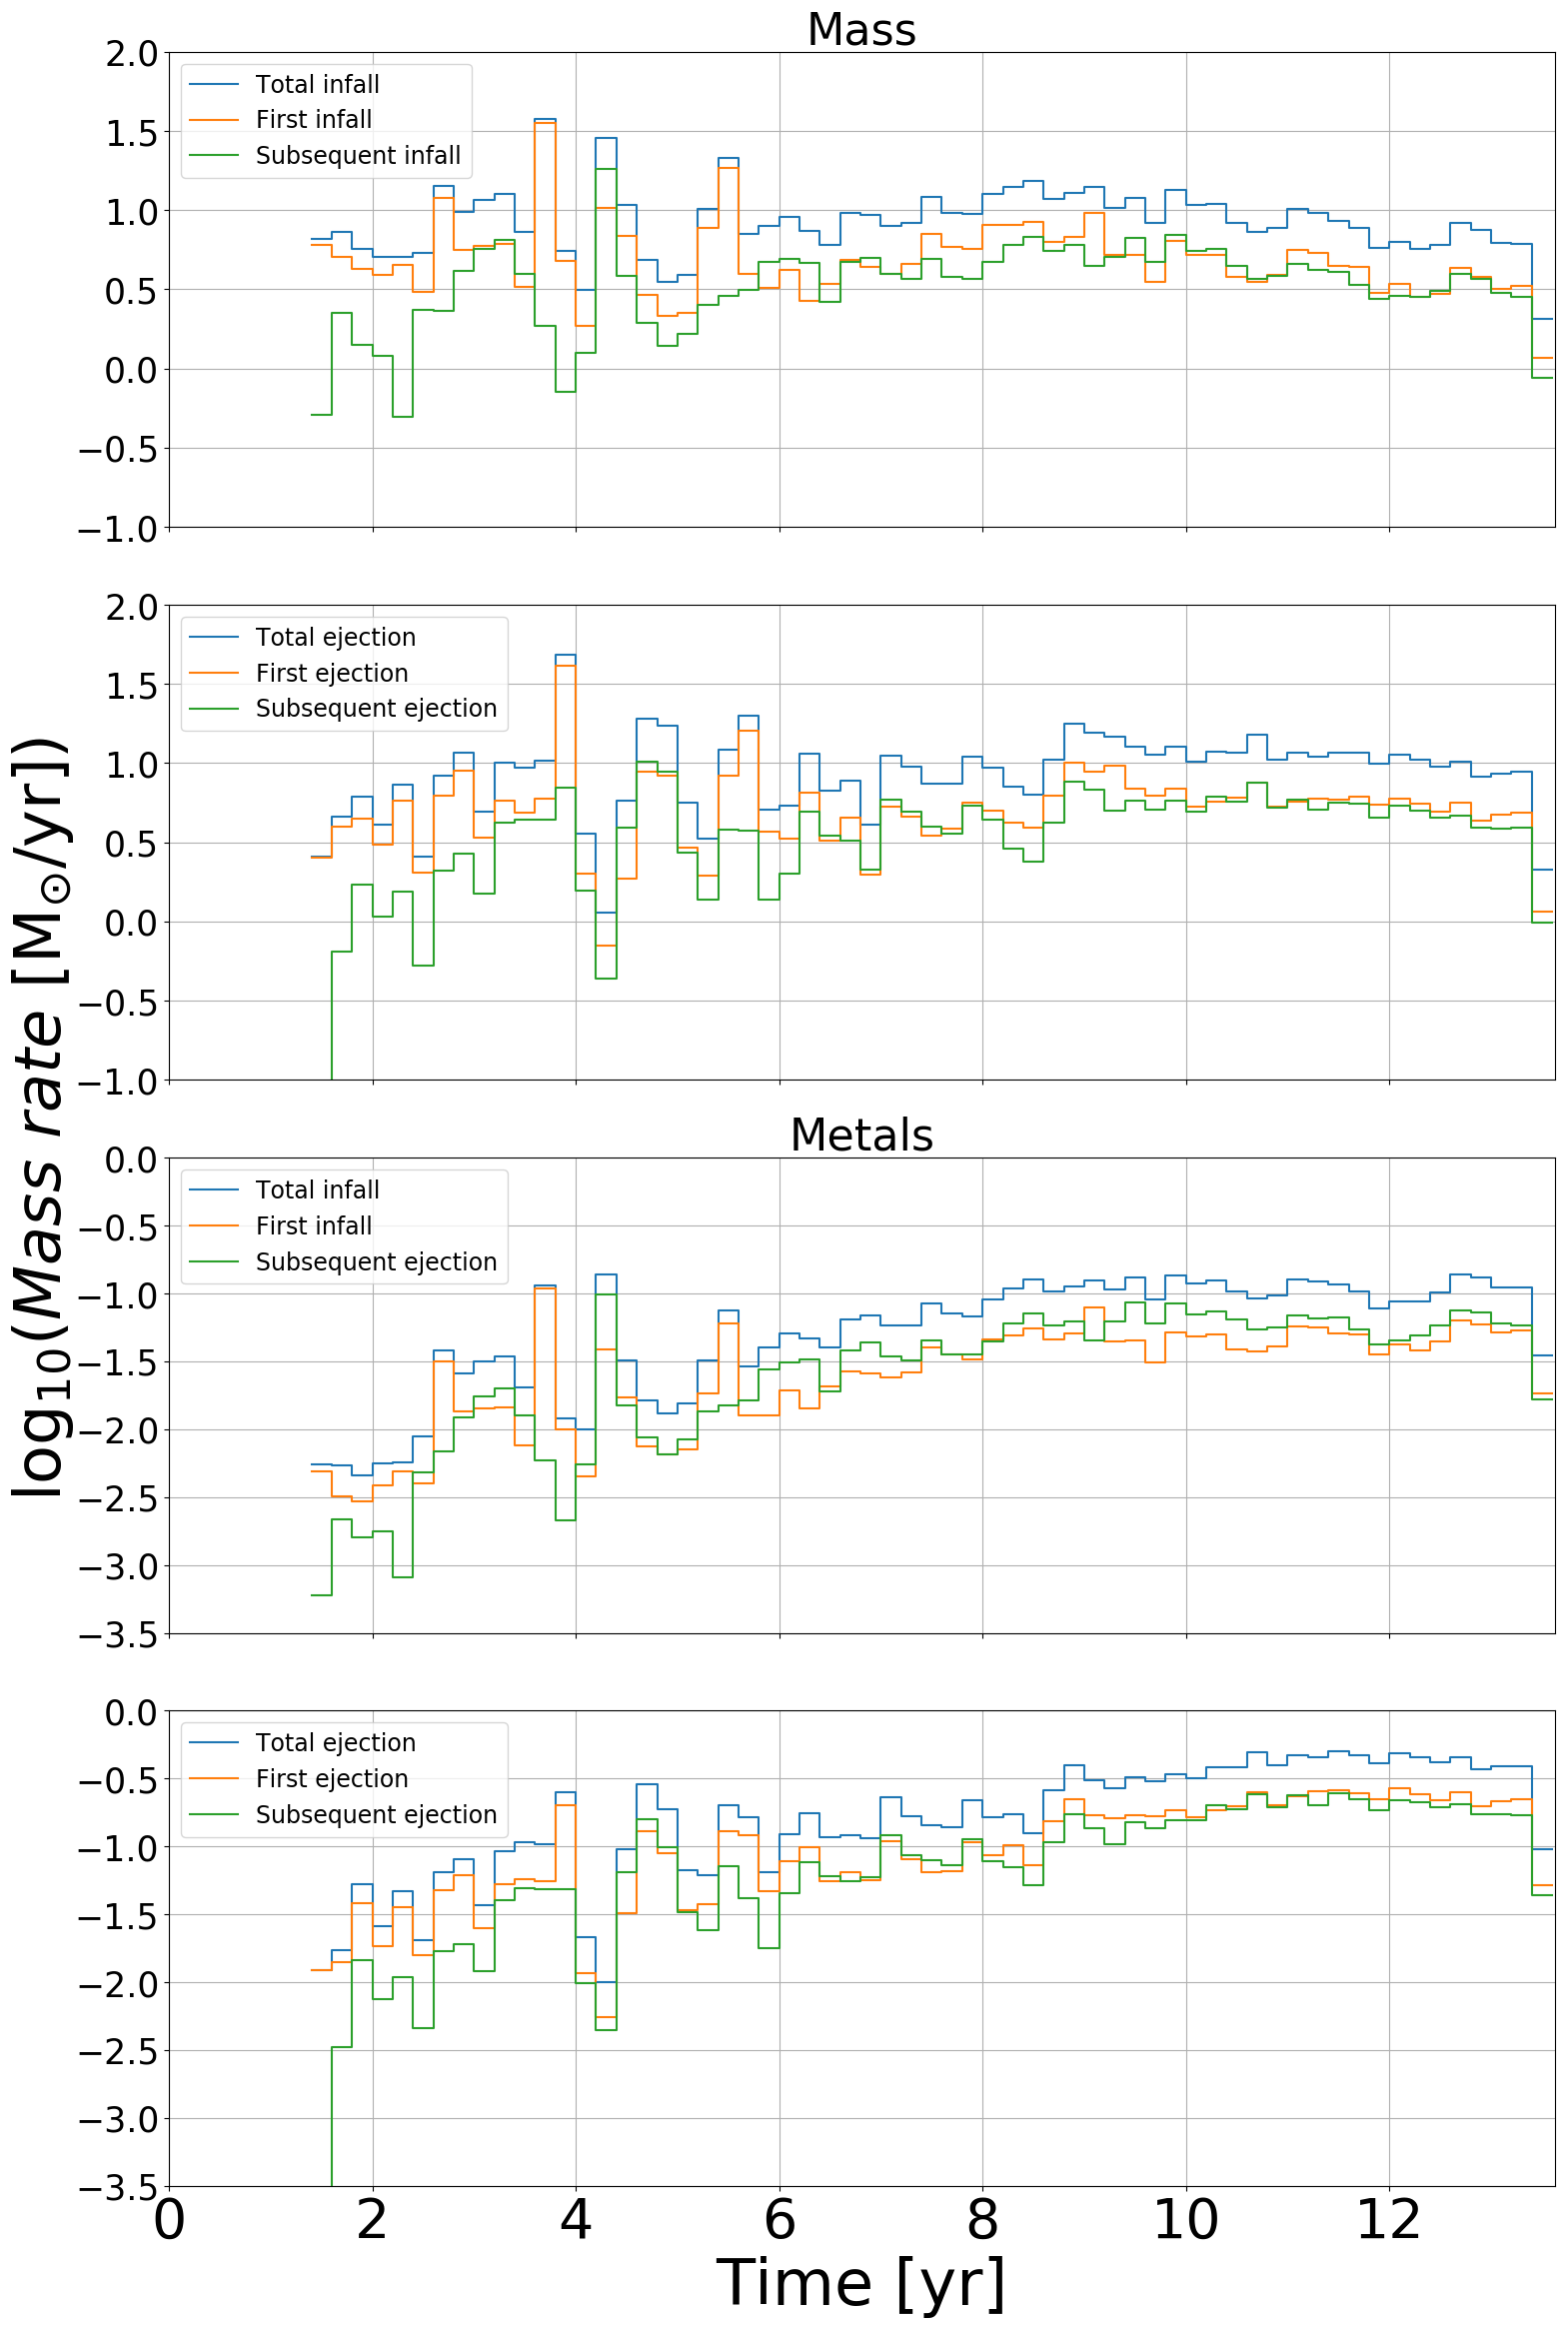 Mass
2.0
1.5
1.0
0.5
0.0
−0.5
−1.0
Total infall
First infall
Subsequent infall
2.0
1.5
1.0
0.5
0.0
−0.5
−1.0
Total ejection
First ejection
Subsequent ejection
log10(Mass rate [M⊙/yr])
Metals
0.0
−0.5
−1.0
−1.5
−2.0
−2.5
−3.0
−3.5
Total infall
First infall
Subsequent ejection
0.0
−0.5
−1.0
−1.5
−2.0
−2.5
−3.0
−3.5
Total ejection
First ejection
Subsequent ejection
0 2 4 6 8 10 12
Time [yr]